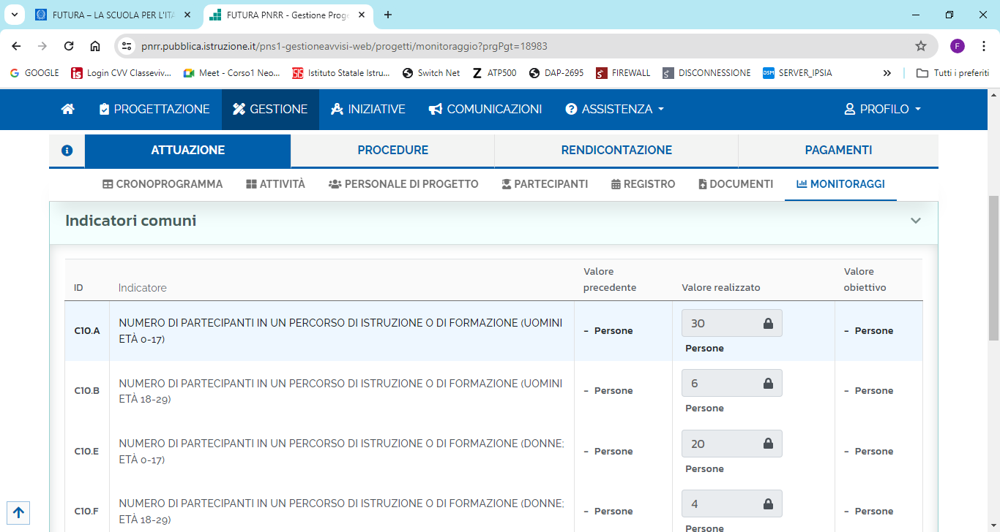 FUTURA – LA SCUOLA PER L'ITA
FUTURA PNRR - Gestione Proge
pnrr.pubblica.istruzione.it/pns1-gestioneavvisi-web/progetti/monitoraggio?prgPgt=18983
F
GOOGLE
Login CVV Classeviv...
Meet - Corso1 Neo...
Istituto Statale Istru...
Switch Net
ATP500
DAP-2695
FIREWALL
DISCONNESSIONE
SERVER_IPSIA
Tutti i preferiti
PROGETTAZIONE
GESTIONE
INIZIATIVE
COMUNICAZIONI
ASSISTENZA
PROFILO
ATTUAZIONE
PROCEDURE
RENDICONTAZIONE
PAGAMENTI
CRONOPROGRAMMA
ATTIVITÀ
PERSONALE DI PROGETTO
PARTECIPANTI
REGISTRO
DOCUMENTI
MONITORAGGI
Indicatori comuni
ID
Indicatore
Valore
precedente
Valore realizzato
Valore
obiettivo
C10.A
NUMERO DI PARTECIPANTI IN UN PERCORSO DI ISTRUZIONE O DI FORMAZIONE (UOMINI
ETÀ 0-17)
- Persone
30
Persone
- Persone
C10.B
NUMERO DI PARTECIPANTI IN UN PERCORSO DI ISTRUZIONE O DI FORMAZIONE (UOMINI
ETÀ 18-29)
- Persone
6
Persone
- Persone
C10.E
NUMERO DI PARTECIPANTI IN UN PERCORSO DI ISTRUZIONE O DI FORMAZIONE (DONNE;
ETÀ 0-17)
- Persone
20
Persone
- Persone
C10.F
NUMERO DI PARTECIPANTI IN UN PERCORSO DI ISTRUZIONE O DI FORMAZIONE (DONNE;
ETÀ 18-29)
- Persone
4
Persone
- Persone